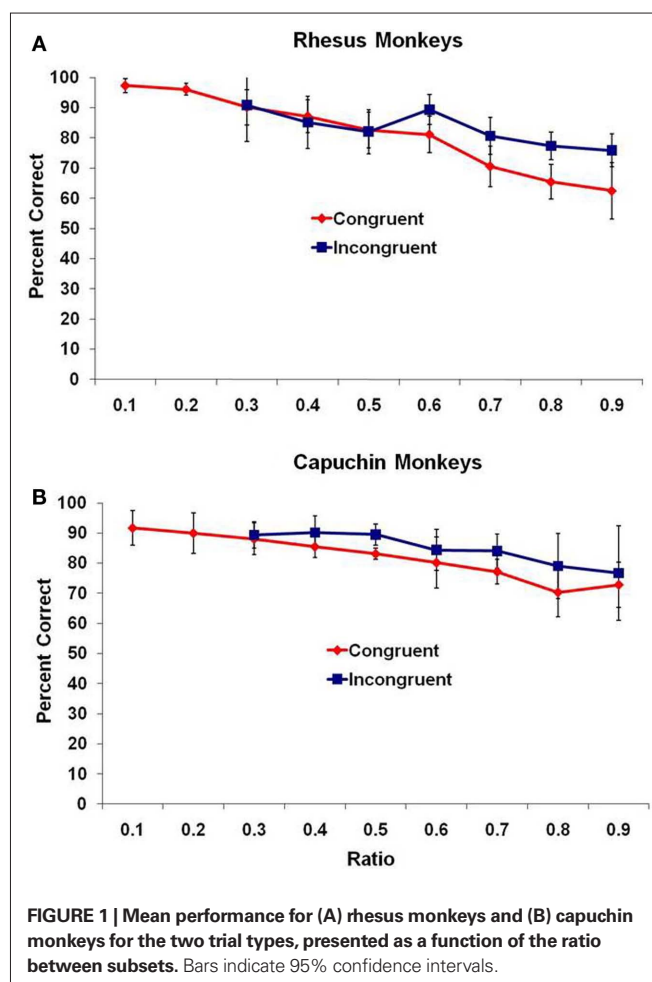 A
Rhesus Monkeys
100
90
80
70
60
50
40
30
20
10
0
Percent Correct
Congruent
Incongruent
0.1 0.2 0.3 0.4 0.5 0.6 0.7 0.8 0.9
Capuchin Monkeys
B
100
90
80
70
60
50
40
30
20
10
0
Percent Correct
Congruent
Incongruent
0.1 0.2 0.3 0.4 0.5 0.6 0.7 0.8 0.9
Ratio
FIGURE 1 | Mean performance for (A) rhesus monkeys and (B) capuchin
monkeys for the two trial types, presented as a function of the ratio
between subsets. Bars indicate 95% confidence intervals.